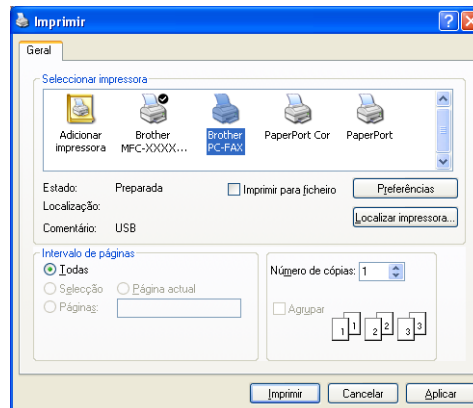 Imprimir
Geral
Seleccionar impressora
Adicionar impressora
Brother MFC-XXXX...
Brother PC-FAX
PaperPort Cor
PaperPort
Estado: Preparada
Imprimir para ficheiro
Preferências
Localização:
Localizar impressora...
Comentário: USB
Intervalo de páginas
Todas
Selecção
Página actual
Páginas:
Número de cópias: 1
Agrupar
1 1 2 2 3 3
Imprimir
Cancelar
Aplicar